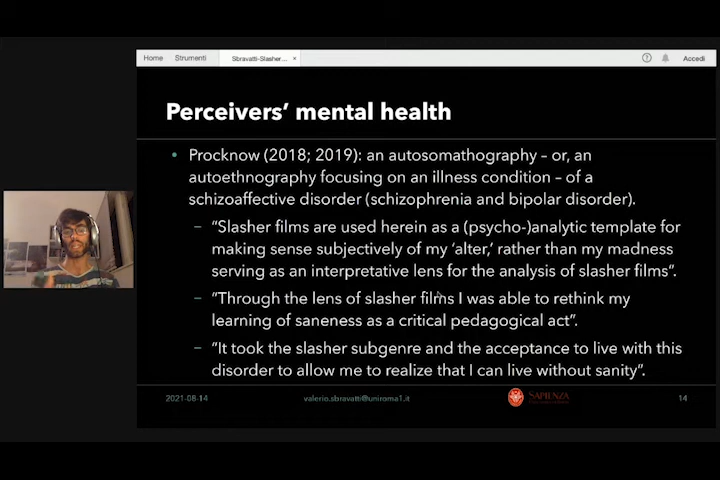 Home Strumenti Sbravatti-Slasher... × ? Accedi
Perceivers’ mental health
• Procknow (2018; 2019): an autosomathography – or, an
autoethnography focusing on an illness condition – of a
schizoaffective disorder (schizophrenia and bipolar disorder).
– “Slasher films are used herein as a (psycho-)analytic template for
making sense subjectively of my ‘alter,’ rather than my madness
serving as an interpretative lens for the analysis of slasher films”.
– “Through the lens of slasher films I was able to rethink my
learning of saneness as a critical pedagogical act”.
– “It took the slasher subgenre and the acceptance to live with this
disorder to allow me to realize that I can live without sanity”.
2021-08-14 valerio.sbravatti@uniroma1.it SAPIENZA 14